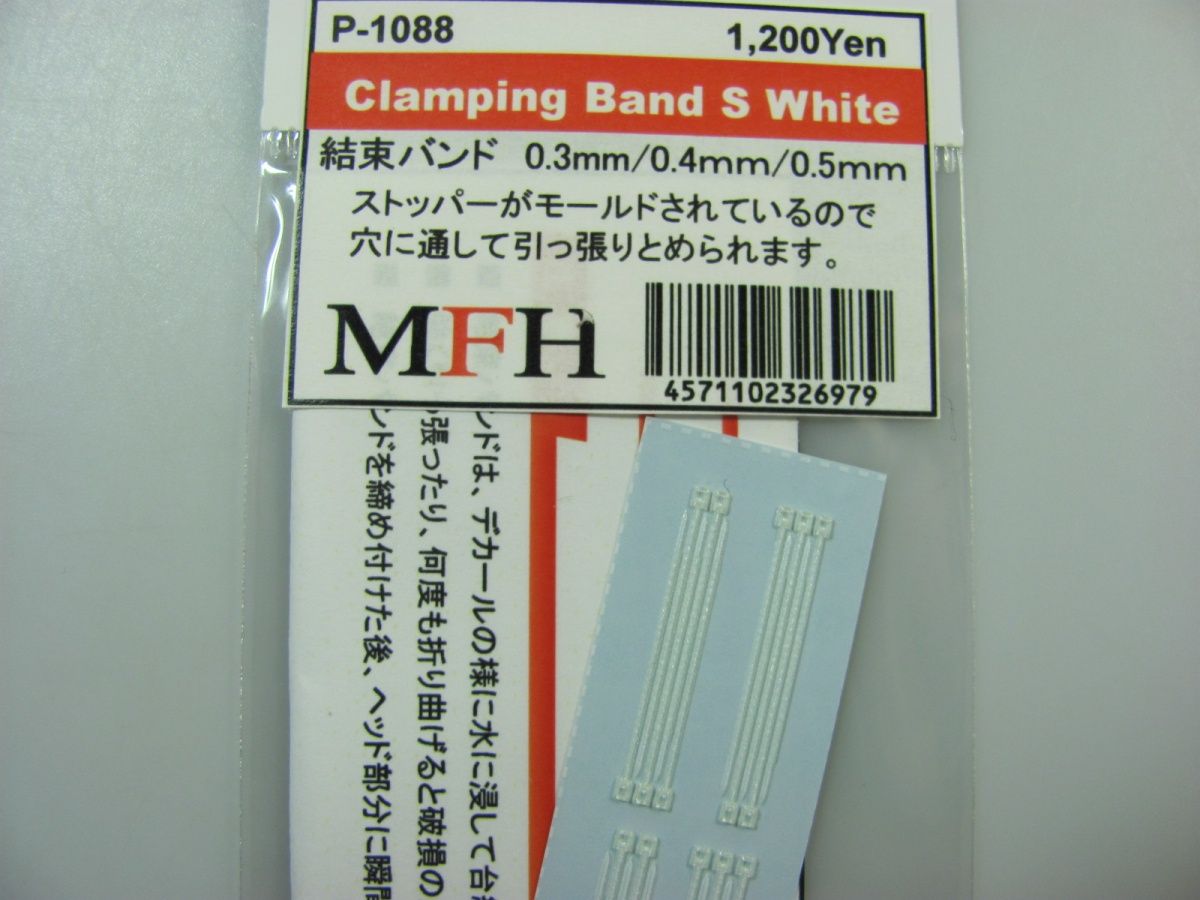 P-1088
1,200Yen
Clamping Band S White
結束バンド 0.3mm/0.4mm/0.5mm
ストッパーがモールドされているので
穴に通して引っ張りとめられます。
MFH
4571102326979
ンドは、デカールの様に水に浸して台
張ったり、何度も折り曲げると破損の
ンドを締め付けた後、ヘッド部分に瞬間